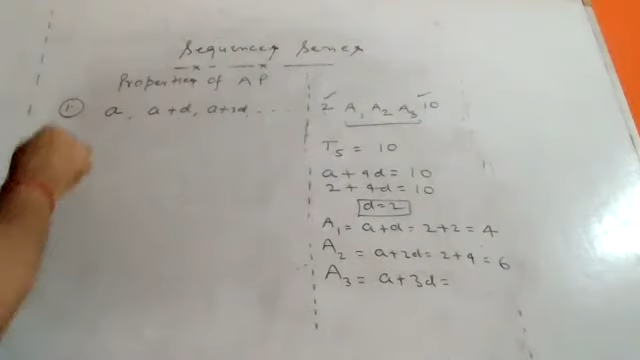 Sequences Series
Properties of AP
1. a, a+d, a+2d, ....
2 A1 A2 A3 10
T5 = 10
a + 4d = 10
2 + 4d = 10
d = 2
A1 = a+d = 2+2 = 4
A2 = a+2d = 2+4 = 6
A3 = a+3d =